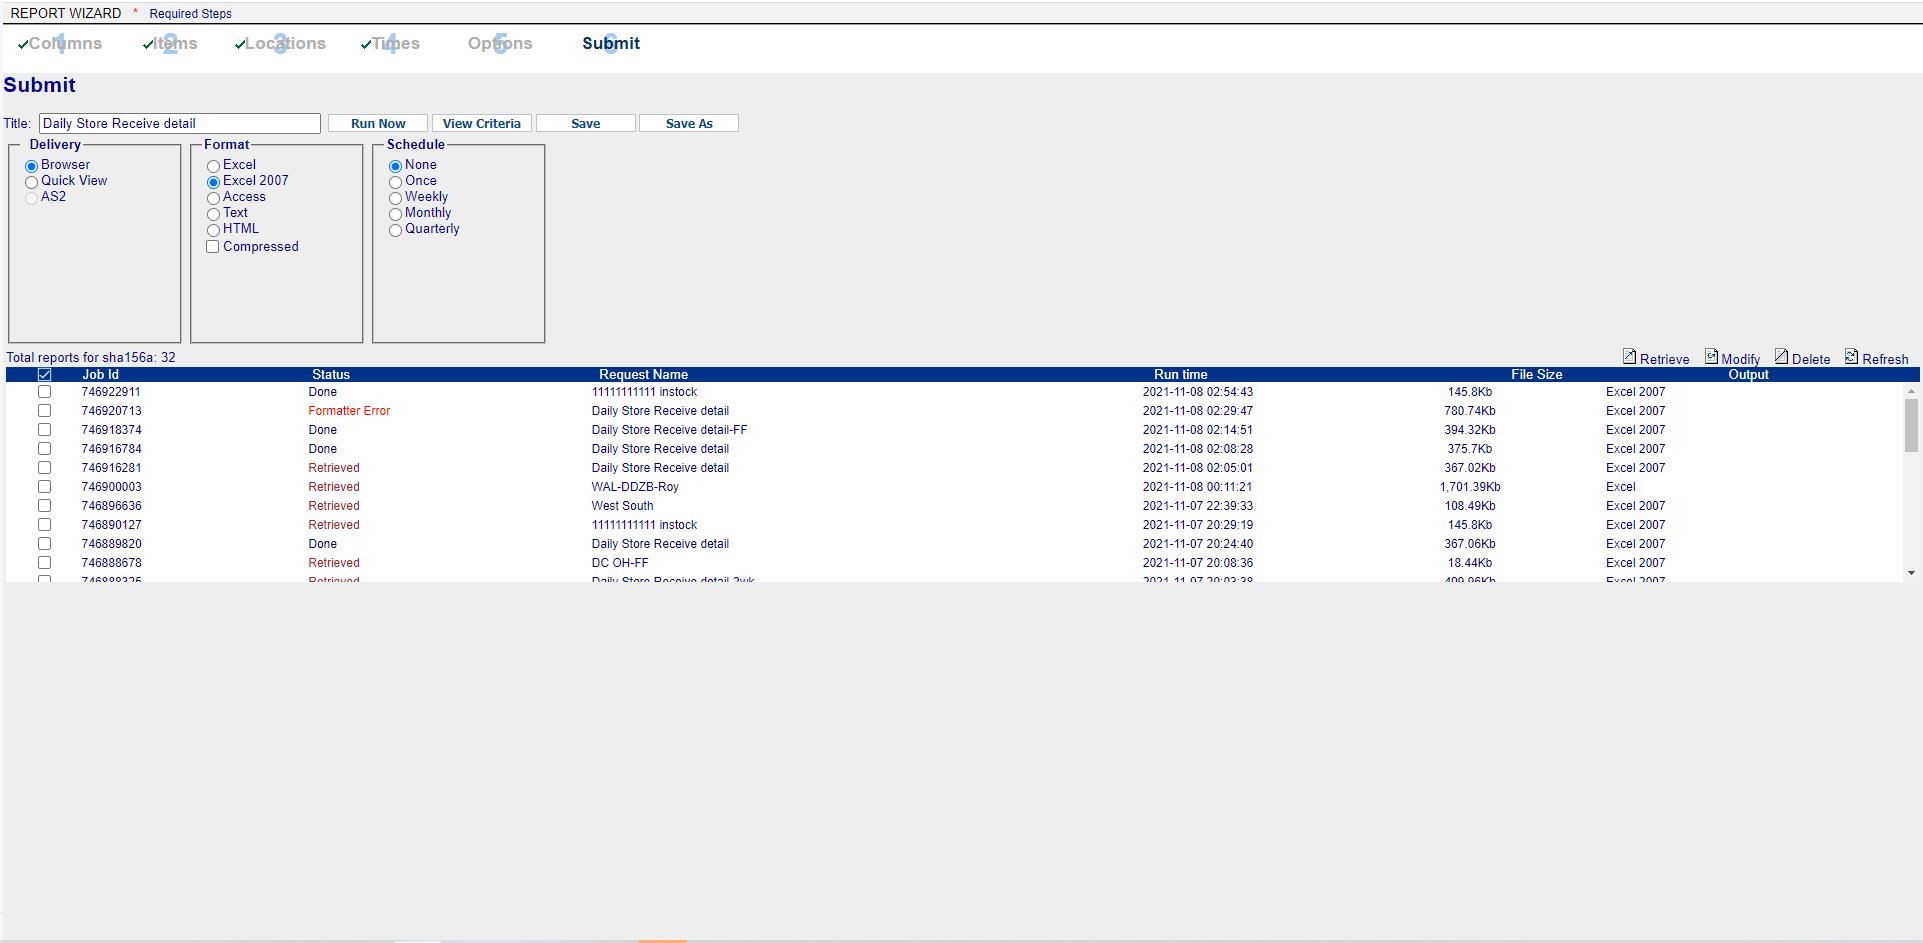 REPORT WIZARD * Required Steps
1 Columns 2 Items 3 Locations 4 Times 5 Options 6 Submit
Submit
Title: Daily Store Receive detail Run Now View Criteria Save Save As
Delivery Format Schedule
Browser Excel None
Quick View Excel 2007 Once
AS2 Access Weekly
Text Monthly
HTML Quarterly
Compressed
Total reports for sha156a: 32 Retrieve Modify Delete Refresh
Job Id Status Request Name Run time File Size Output
746922911 Done 11111111111 instock 2021-11-08 02:54:43 145.8Kb Excel 2007
746920713 Formatter Error Daily Store Receive detail 2021-11-08 02:29:47 780.74Kb Excel 2007
746918374 Done Daily Store Receive detail-FF 2021-11-08 02:14:51 394.32Kb Excel 2007
746916784 Done Daily Store Receive detail 2021-11-08 02:08:28 375.7Kb Excel 2007
746916281 Retrieved Daily Store Receive detail 2021-11-08 02:05:01 367.02Kb Excel 2007
746900003 Retrieved WAL-DDZB-Roy 2021-11-08 00:11:21 1,701.39Kb Excel
746896636 Retrieved West South 2021-11-07 22:39:33 108.49Kb Excel 2007
746890127 Retrieved 11111111111 instock 2021-11-07 20:29:19 145.8Kb Excel 2007
746889820 Done Daily Store Receive detail 2021-11-07 20:24:40 367.06Kb Excel 2007
746888678 Retrieved DC OH-FF 2021-11-07 20:08:36 18.44Kb Excel 2007
746888325 Retrieved Daily Store Receive detail 2wk 2021-11-07 20:03:38 499.96Kb Excel 2007